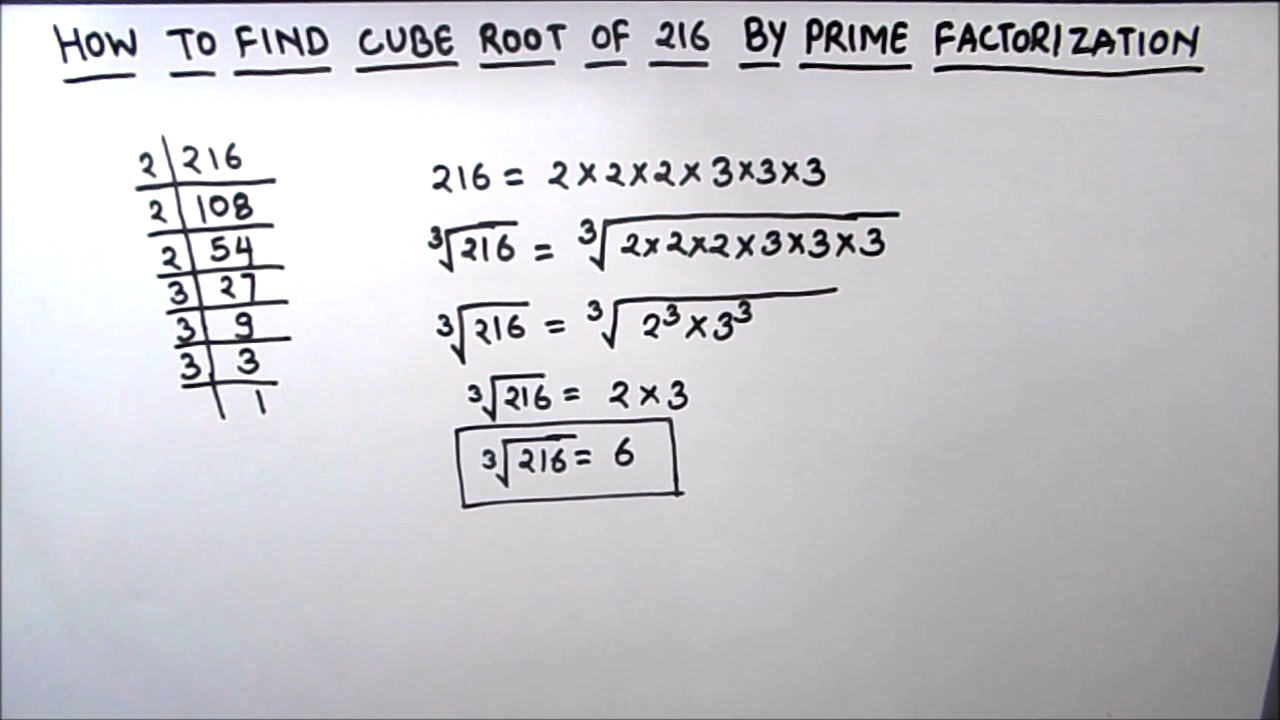 HOW TO FIND CUBE ROOT OF 216 BY PRIME FACTORIZATION
2 | 216
2 | 108
2 | 54
3 | 27
3 | 9
3 | 3
| 1
216 = 2×2×2×3×3×3
³√216 = ³√2×2×2×3×3×3
³√216 = ³√2³×3³
³√216 = 2×3
³√216 = 6